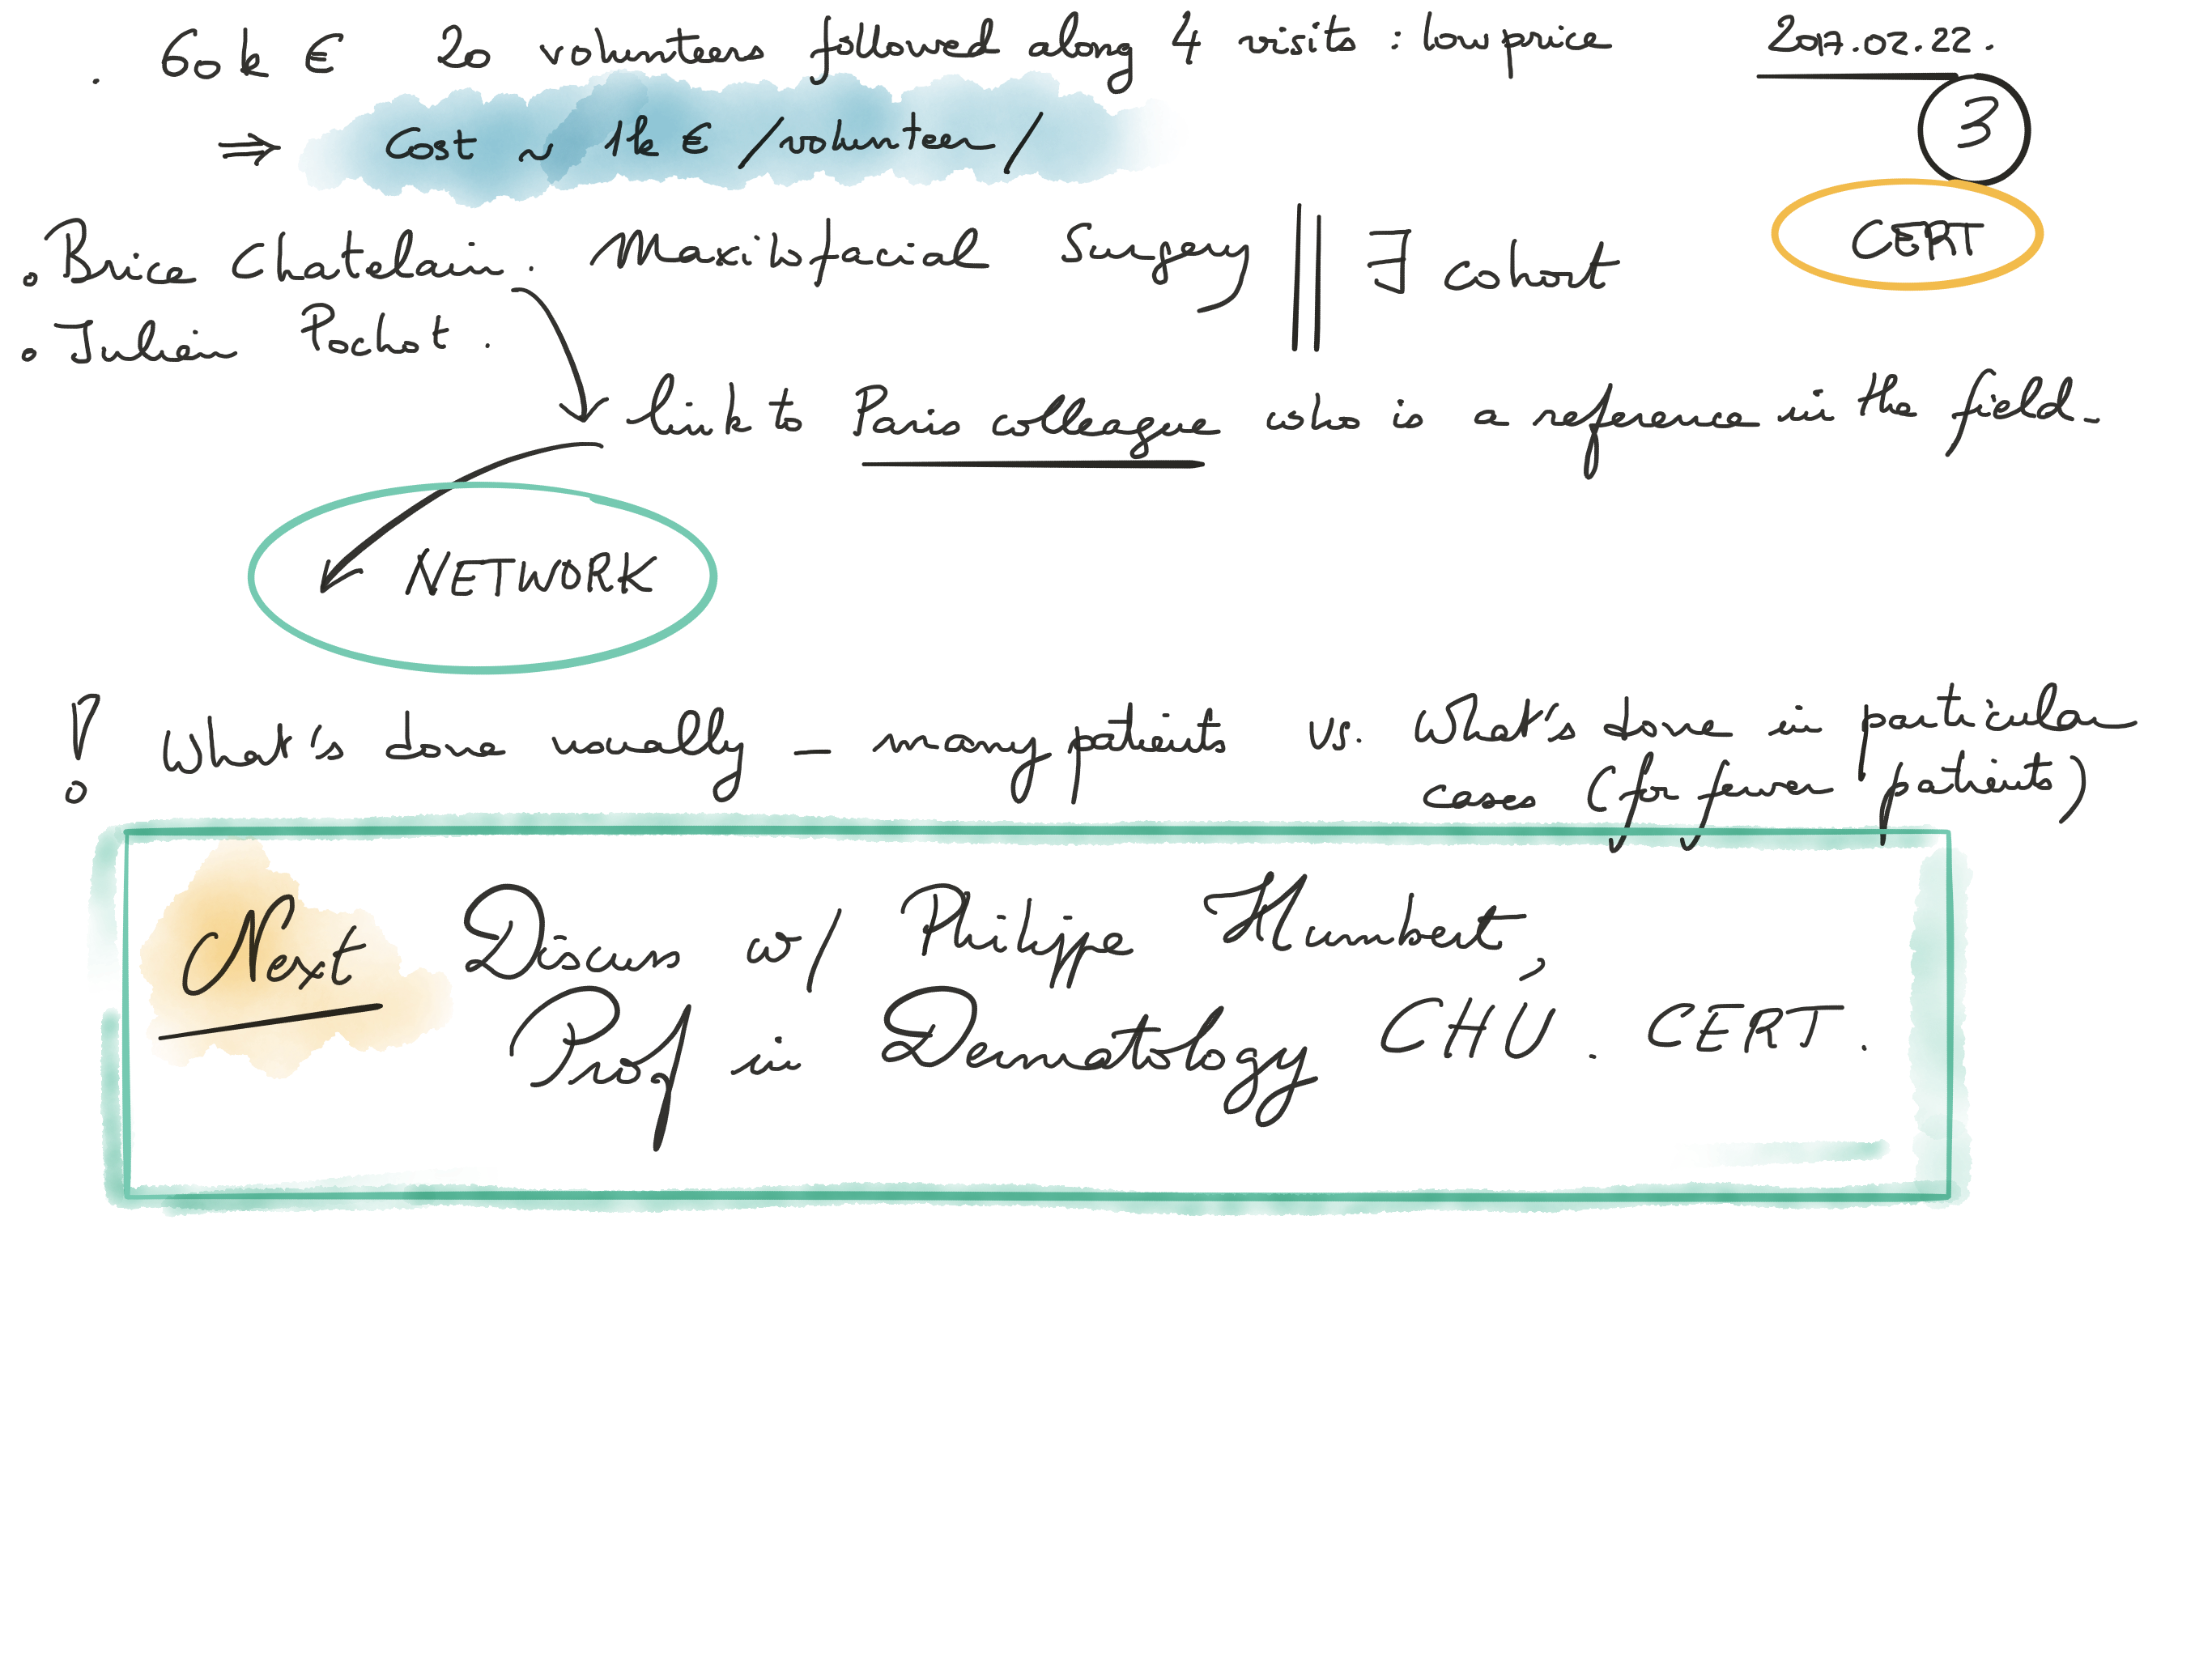 . 60 k € 20 volunteers followed along 4 visits : low price 2017.02.22.
⇒ Cost ~ 1k € /volunteer/
3
CERT
. Brice Chatelain. Maxilofacial Surgery || ∃ cohort
. Julien Pochot.
link to Paris colleague who is a reference in the field.
NETWORK
! What's done usually _ many patients vs. What's done in particular
cases (for fewer patients)
Next Discuss w/ Philippe Humbert,
Prof in Dermatology CHU. CERT.